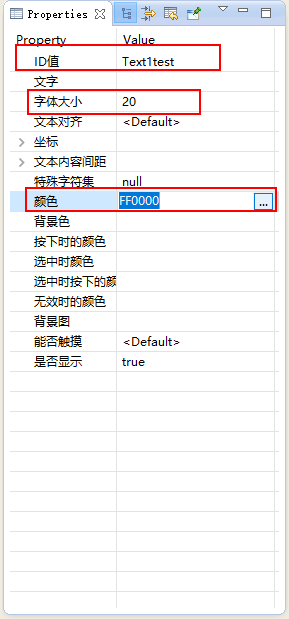 Properties
Property Value
ID值 Text1test
文字
字体大小 20
文本对齐 <Default>
坐标
文本内容间距
特殊字符集 null
颜色 FF0000 ...
背景色
按下时的颜色
选中时颜色
选中时按下的颜
无效时的颜色
背景图
能否触摸 <Default>
是否显示 true